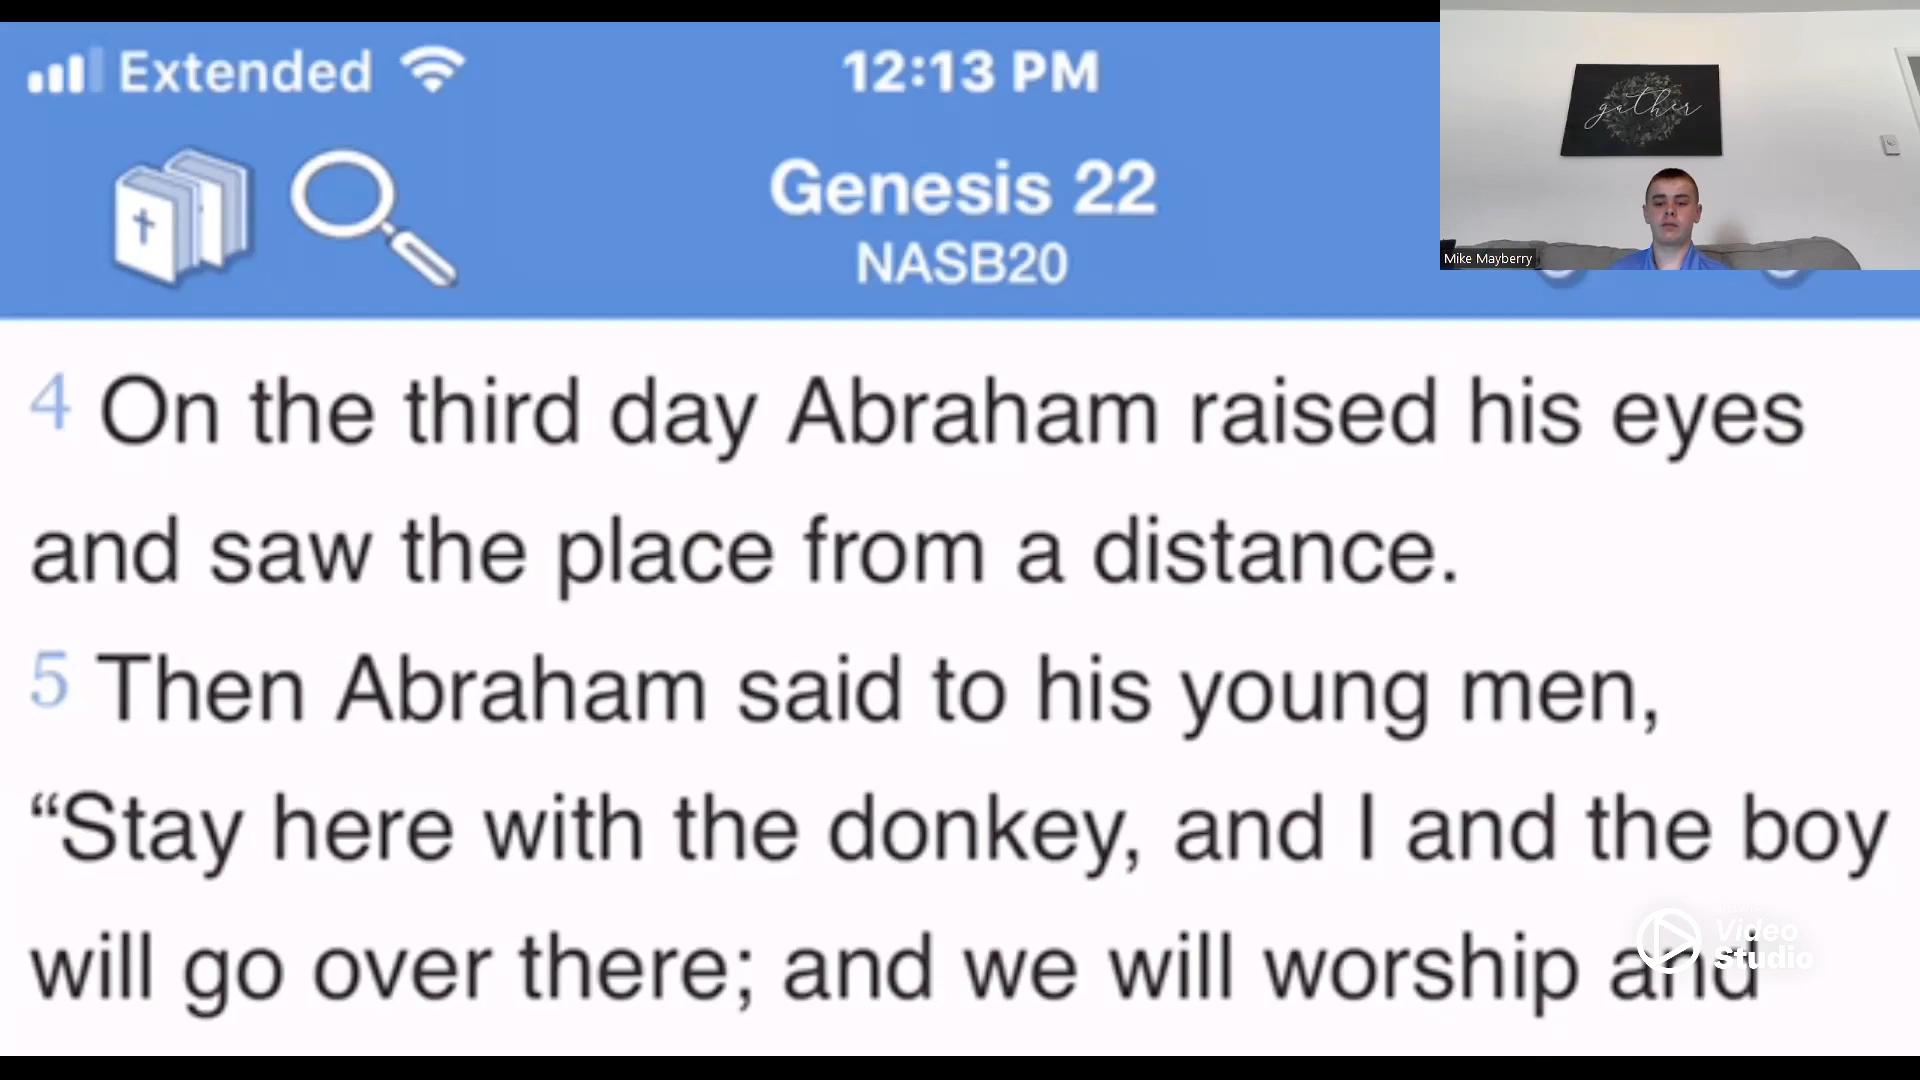 Extended
12:13 PM
Genesis 22
NASB20
gather
Mike Mayberry
4 On the third day Abraham raised his eyes
and saw the place from a distance.
5 Then Abraham said to his young men,
“Stay here with the donkey, and I and the boy
will go over there; and we will worship and
Video
Studio